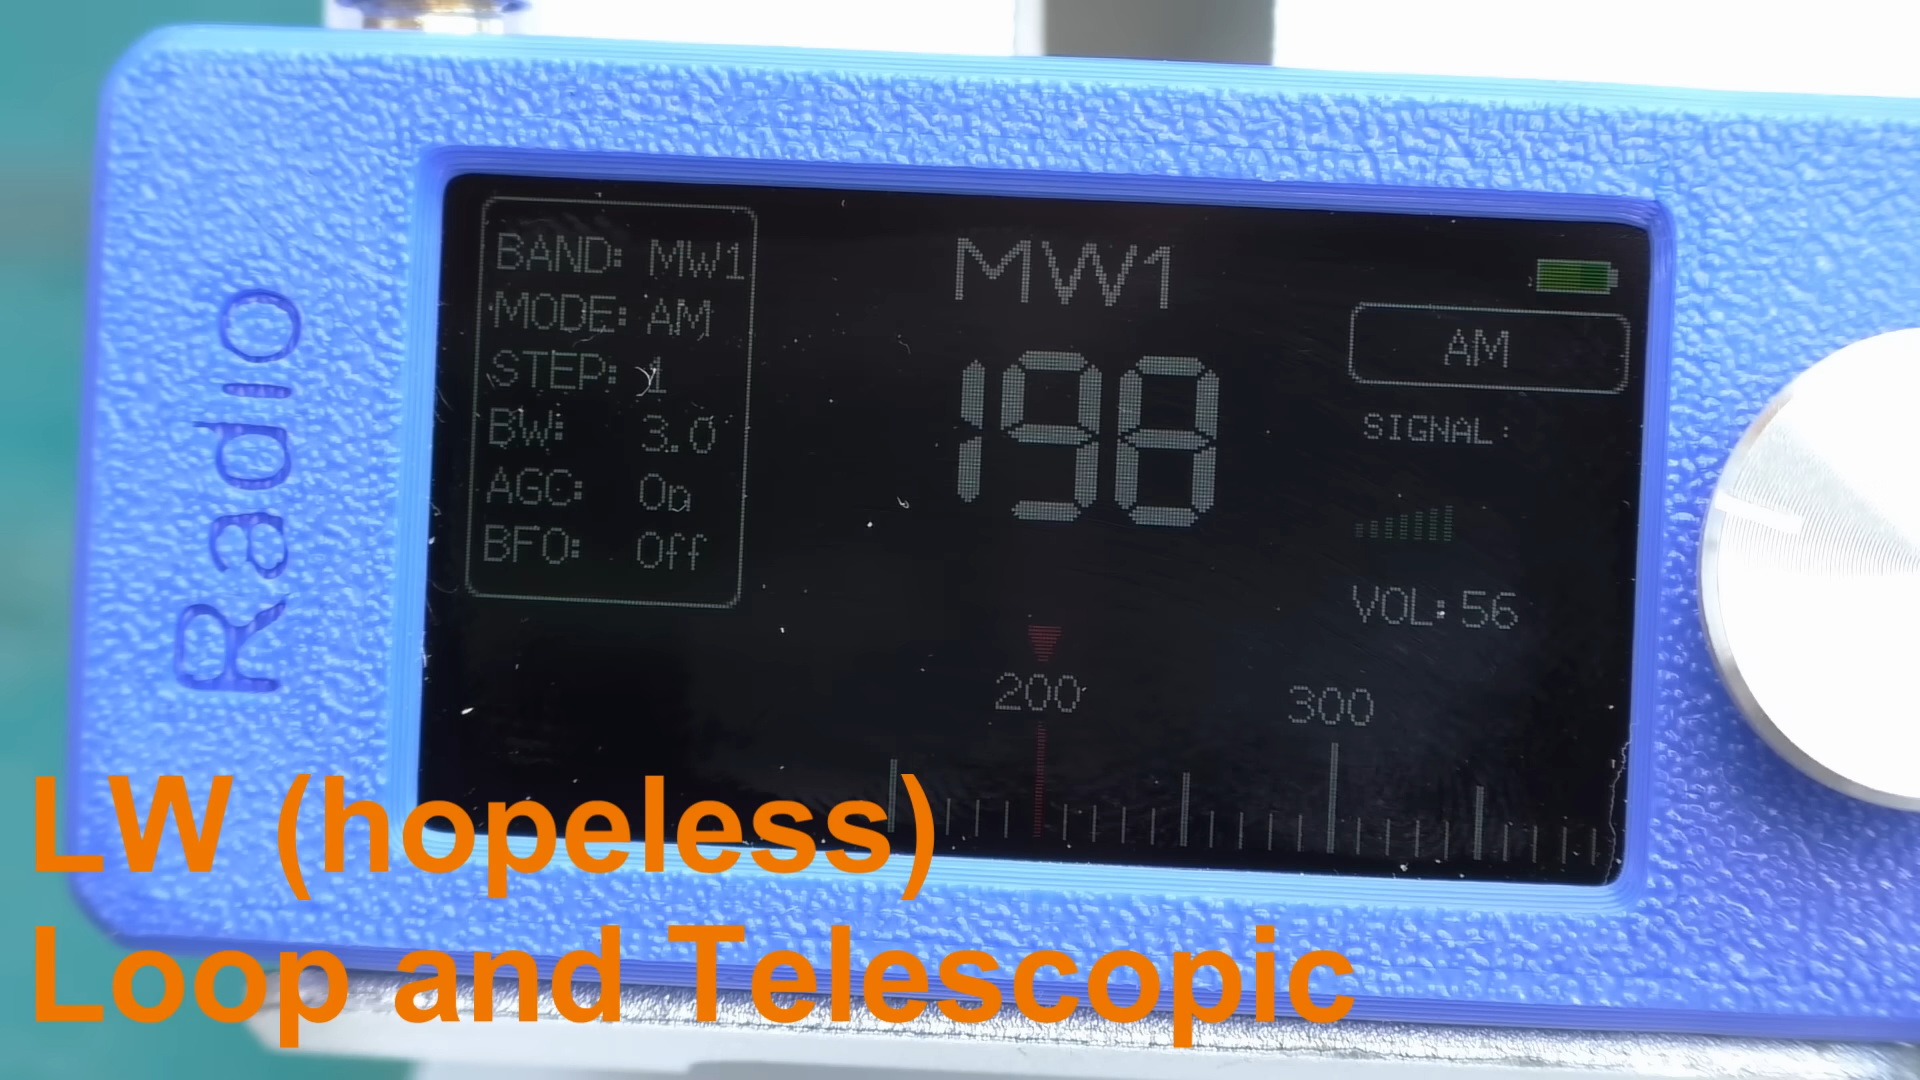 Radio
BAND: MW1
MODE: AM
STEP: 1
BW: 3.0
AGC: On
BFO: Off
MW1
198
AM
SIGNAL:
VOL: 56
200
300
LW (hopeless)
Loop and Telescopic